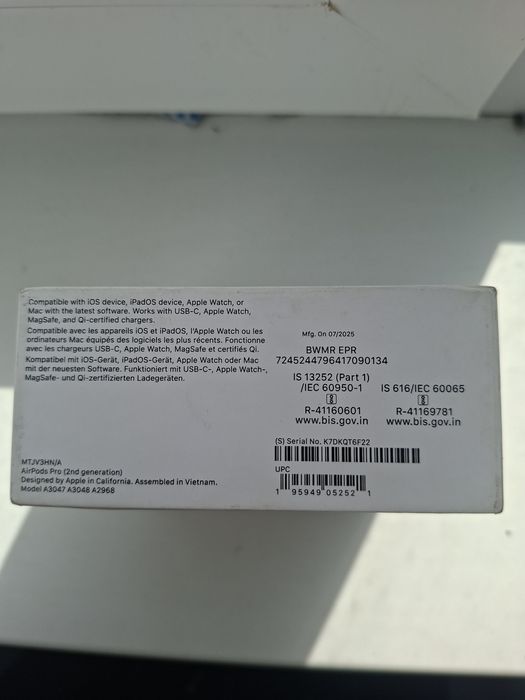 Compatible with iOS device, iPadOS device, Apple Watch, or
Mac with the latest software. Works with USB-C, Apple Watch,
MagSafe, and Qi-certified chargers.
Compatible avec les appareils iOS et iPadOS, l'Apple Watch ou les
ordinateurs Mac équipés des logiciels les plus récents. Fonctionne
avec les chargeurs USB-C, Apple Watch, MagSafe et certifiés Qi.
Kompatibel mit iOS-Gerät, iPadOS-Gerät, Apple Watch oder Mac
mit der neuesten Software. Funktioniert mit USB-C-, Apple Watch-,
MagSafe- und Qi-zertifizierten Ladegeräten.
MTJV3HN/A
AirPods Pro (2nd generation)
Designed by Apple in California. Assembled in Vietnam.
Model A3047 A3048 A2968
Mfg. On 07/2025
BWMR EPR
7245244796417090134
IS 13252 (Part 1)
/IEC 60950-1
R-41160601
www.bis.gov.in
IS 616/IEC 60065
R-41169781
www.bis.gov.in
(S) Serial No. K7DKQT6F22
UPC
1 95949 05252 1